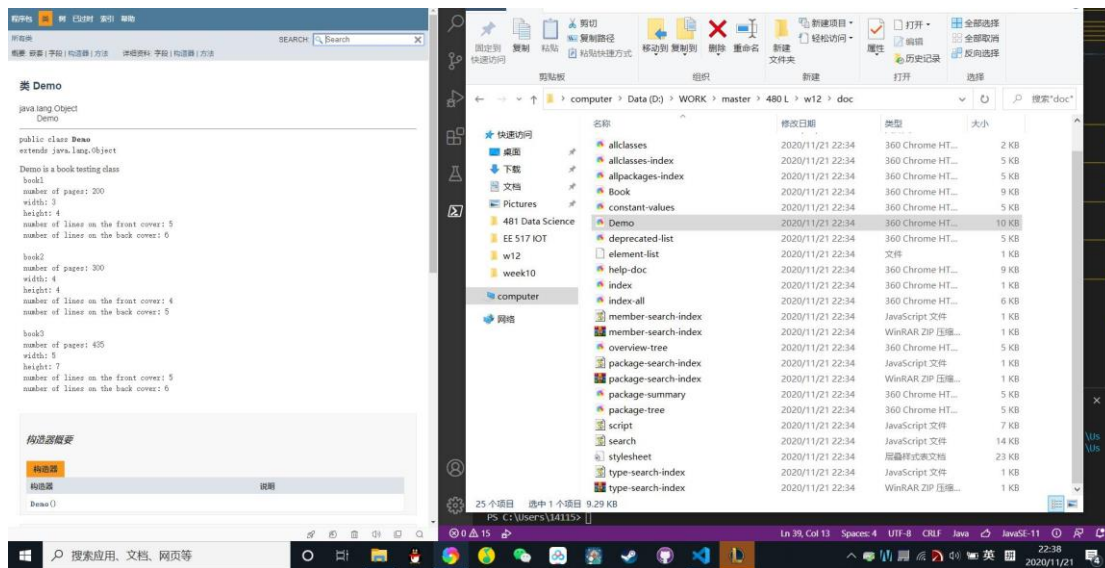 程序包 类 树 已过时 索引 帮助
所有类
SEARCH: Search
概要: 嵌套 | 字段 | 构造器 | 方法 详细资料: 字段 | 构造器 | 方法
类 Demo
java.lang.Object
Demo
public class Demo
extends java.lang.Object
Demo is a book testing class
book1
number of pages: 200
width: 3
height: 4
number of lines on the front cover: 5
number of lines on the back cover: 6
book2
number of pages: 300
width: 4
height: 4
number of lines on the front cover: 4
number of lines on the back cover: 5
book3
number of pages: 435
width: 5
height: 7
number of lines on the front cover: 5
number of lines on the back cover: 6
构造器概要
构造器
构造器 说明
Demo()
固定到快速访问
复制
粘贴
剪切
复制路径
粘贴快捷方式
移动到
复制到
删除
重命名
新建文件夹
新建项目
轻松访问
属性
打开
编辑
历史记录
全部选择
全部取消
反向选择
剪贴板 组织 新建 打开 选择
computer > Data (D:) > WORK > master > 480 L > w12 > doc
搜索"doc"
快速访问
桌面
下载
文档
Pictures
481 Data Science
EE 517 IOT
w12
week10
computer
网络
名称 修改日期 类型 大小
allclasses 2020/11/21 22:34 360 Chrome HT... 2 KB
allclasses-index 2020/11/21 22:34 360 Chrome HT... 5 KB
allpackages-index 2020/11/21 22:34 360 Chrome HT... 5 KB
Book 2020/11/21 22:34 360 Chrome HT... 9 KB
constant-values 2020/11/21 22:34 360 Chrome HT... 5 KB
Demo 2020/11/21 22:34 360 Chrome HT... 10 KB
deprecated-list 2020/11/21 22:34 360 Chrome HT... 5 KB
element-list 2020/11/21 22:34 文件 1 KB
help-doc 2020/11/21 22:34 360 Chrome HT... 9 KB
index 2020/11/21 22:34 360 Chrome HT... 1 KB
index-all 2020/11/21 22:34 360 Chrome HT... 6 KB
member-search-index 2020/11/21 22:34 JavaScript 文件 1 KB
member-search-index 2020/11/21 22:34 WinRAR ZIP 压缩... 1 KB
overview-tree 2020/11/21 22:34 360 Chrome HT... 5 KB
package-search-index 2020/11/21 22:34 JavaScript 文件 1 KB
package-search-index 2020/11/21 22:34 WinRAR ZIP 压缩... 1 KB
package-summary 2020/11/21 22:34 360 Chrome HT... 5 KB
package-tree 2020/11/21 22:34 360 Chrome HT... 5 KB
script 2020/11/21 22:34 JavaScript 文件 7 KB
search 2020/11/21 22:34 JavaScript 文件 14 KB
stylesheet 2020/11/21 22:34 层叠样式表文档 23 KB
type-search-index 2020/11/21 22:34 JavaScript 文件 1 KB
type-search-index 2020/11/21 22:34 WinRAR ZIP 压缩... 1 KB
25 个项目 选中 1 个项目 9.29 KB
\Us
\Us
PS C:\Users\14115>
0 15 Ln 39, Col 13 Spaces: 4 UTF-8 CRLF Java JavaSE-11
搜索应用、文档、网页等
英
22:38
2020/11/21